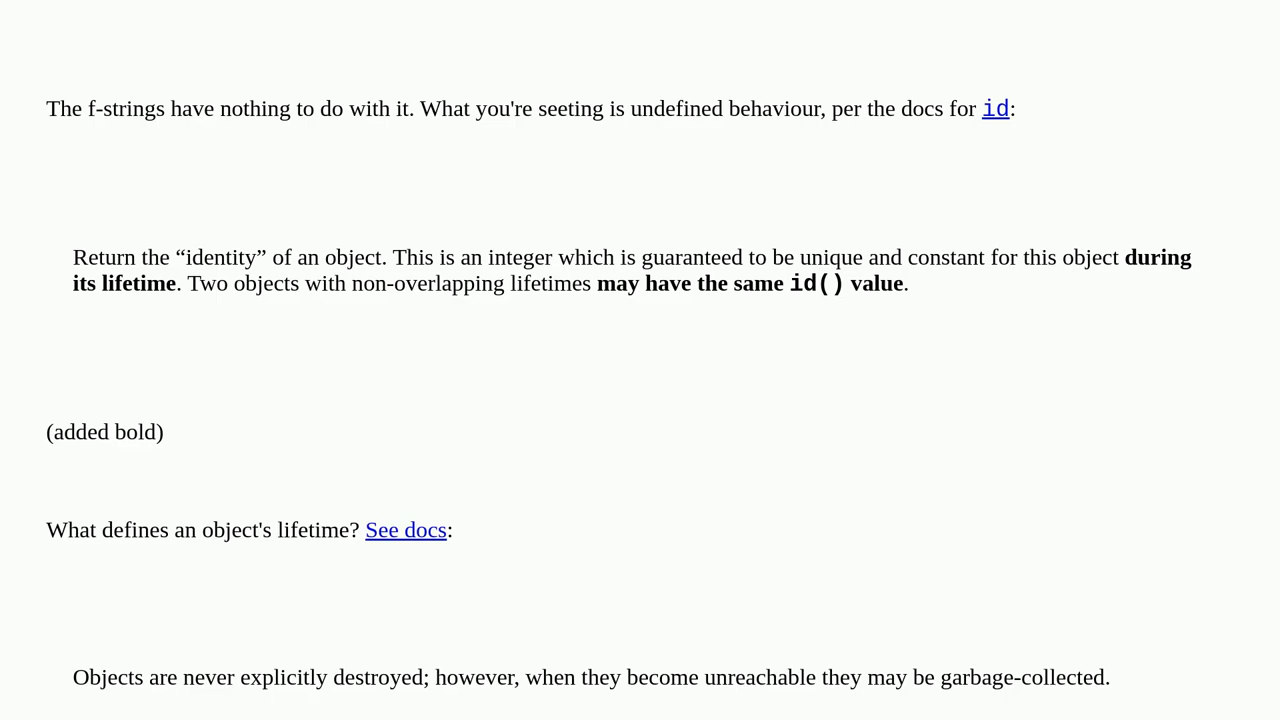 The f-strings have nothing to do with it. What you're seeting is undefined behaviour, per the docs for id:
Return the “identity” of an object. This is an integer which is guaranteed to be unique and constant for this object during
its lifetime. Two objects with non-overlapping lifetimes may have the same id() value.
(added bold)
What defines an object's lifetime? See docs:
Objects are never explicitly destroyed; however, when they become unreachable they may be garbage-collected.